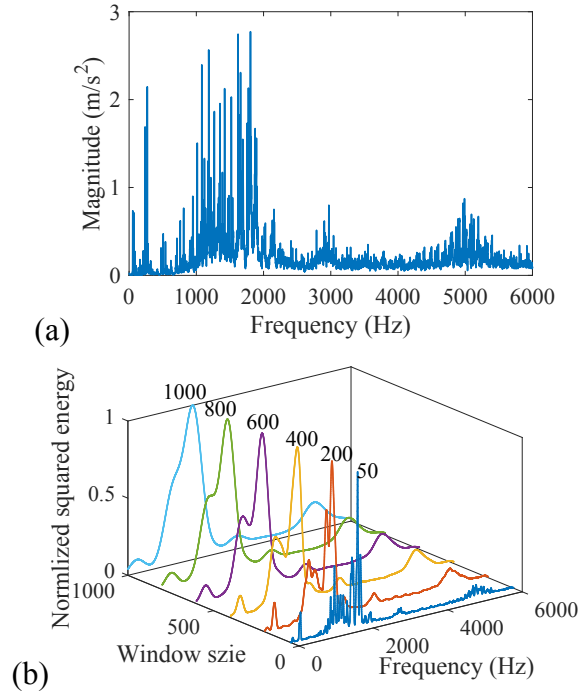 3
2
1
0
Magnitude (m/s²)
0 1000 2000 3000 4000 5000 6000
Frequency (Hz)
(a)
1
0.5
0
Normlized squared energy
1000 800 600 400 200 50
1000 500 0
Window szie
0 2000 4000 6000
Frequency (Hz)
(b)